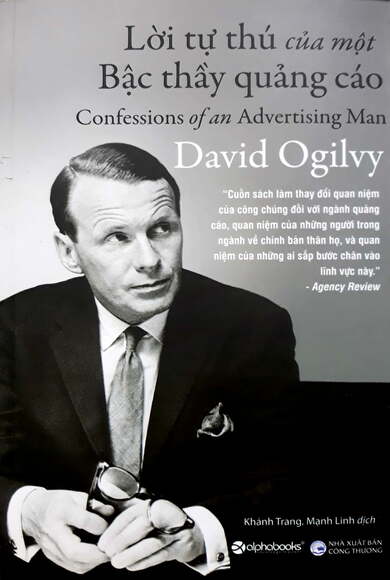 Lời tự thú của một
Bậc thầy quảng cáo
Confessions of an Advertising Man
David Ogilvy
"Cuốn sách làm thay đổi quan niệm
của công chúng đối với ngành quảng
cáo, quan niệm của những người trong
ngành về chính bản thân họ, và quan
niệm của những ai sắp bước chân vào
lĩnh vực này."
- Agency Review
Khánh Trang, Mạnh Linh dịch
alphabooks
NHÀ XUẤT BẢN
CÔNG THƯƠNG